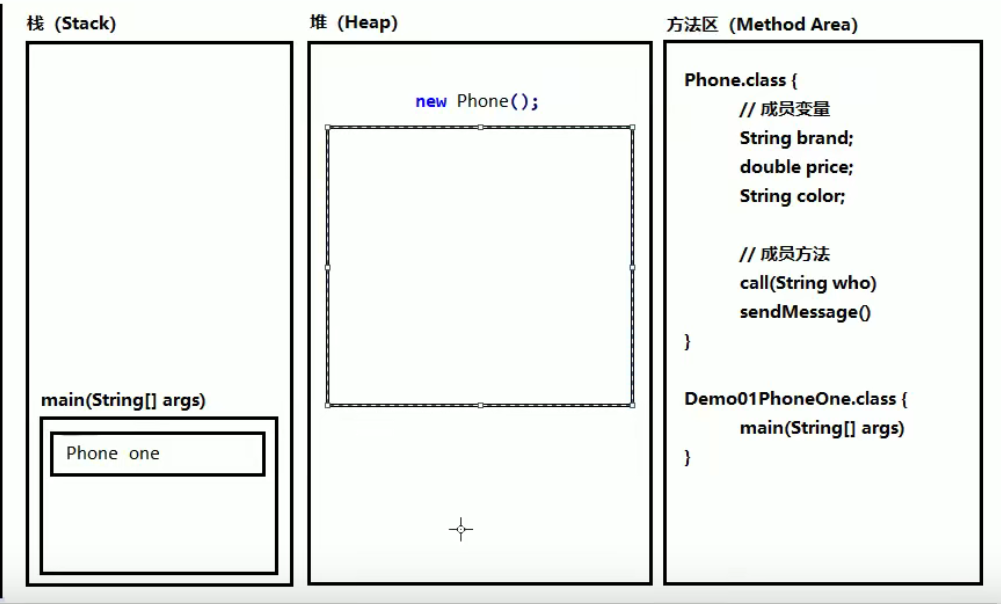 栈（Stack）
main(String[] args)
Phone one
堆（Heap）
new Phone();
方法区（Method Area）
Phone.class {
// 成员变量
String brand;
double price;
String color;
// 成员方法
call(String who)
sendMessage()
}
Demo01PhoneOne.class {
main(String[] args)
}